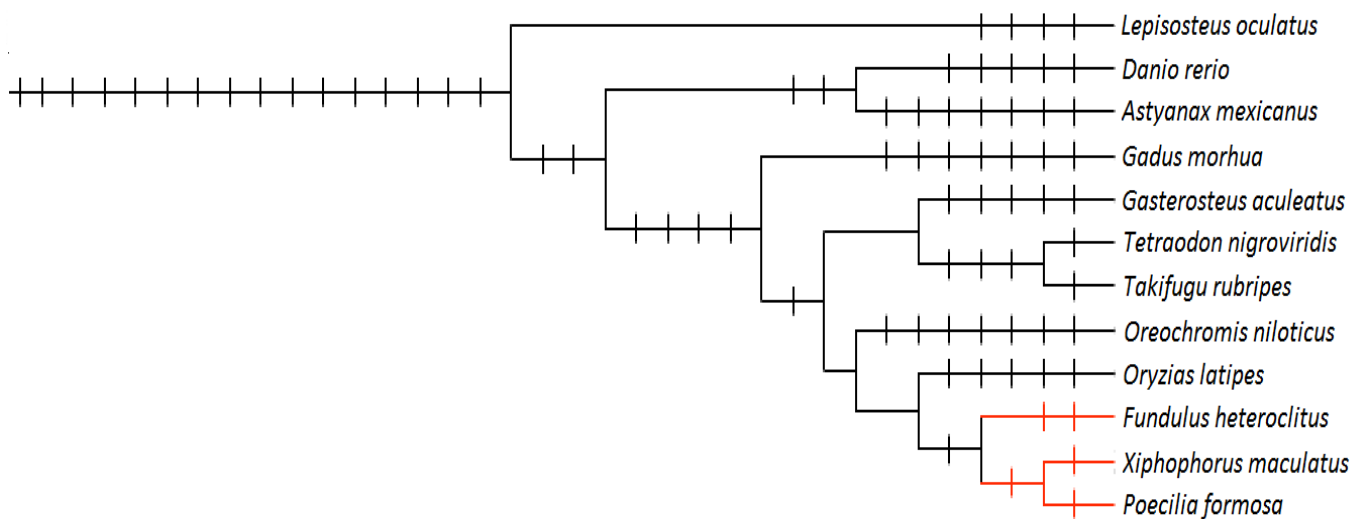 Lepisosteus oculatus
Danio rerio
Astyanax mexicanus
Gadus morhua
Gasterosteus aculeatus
Tetraodon nigroviridis
Takifugu rubripes
Oreochromis niloticus
Oryzias latipes
Fundulus heteroclitus
Xiphophorus maculatus
Poecilia formosa